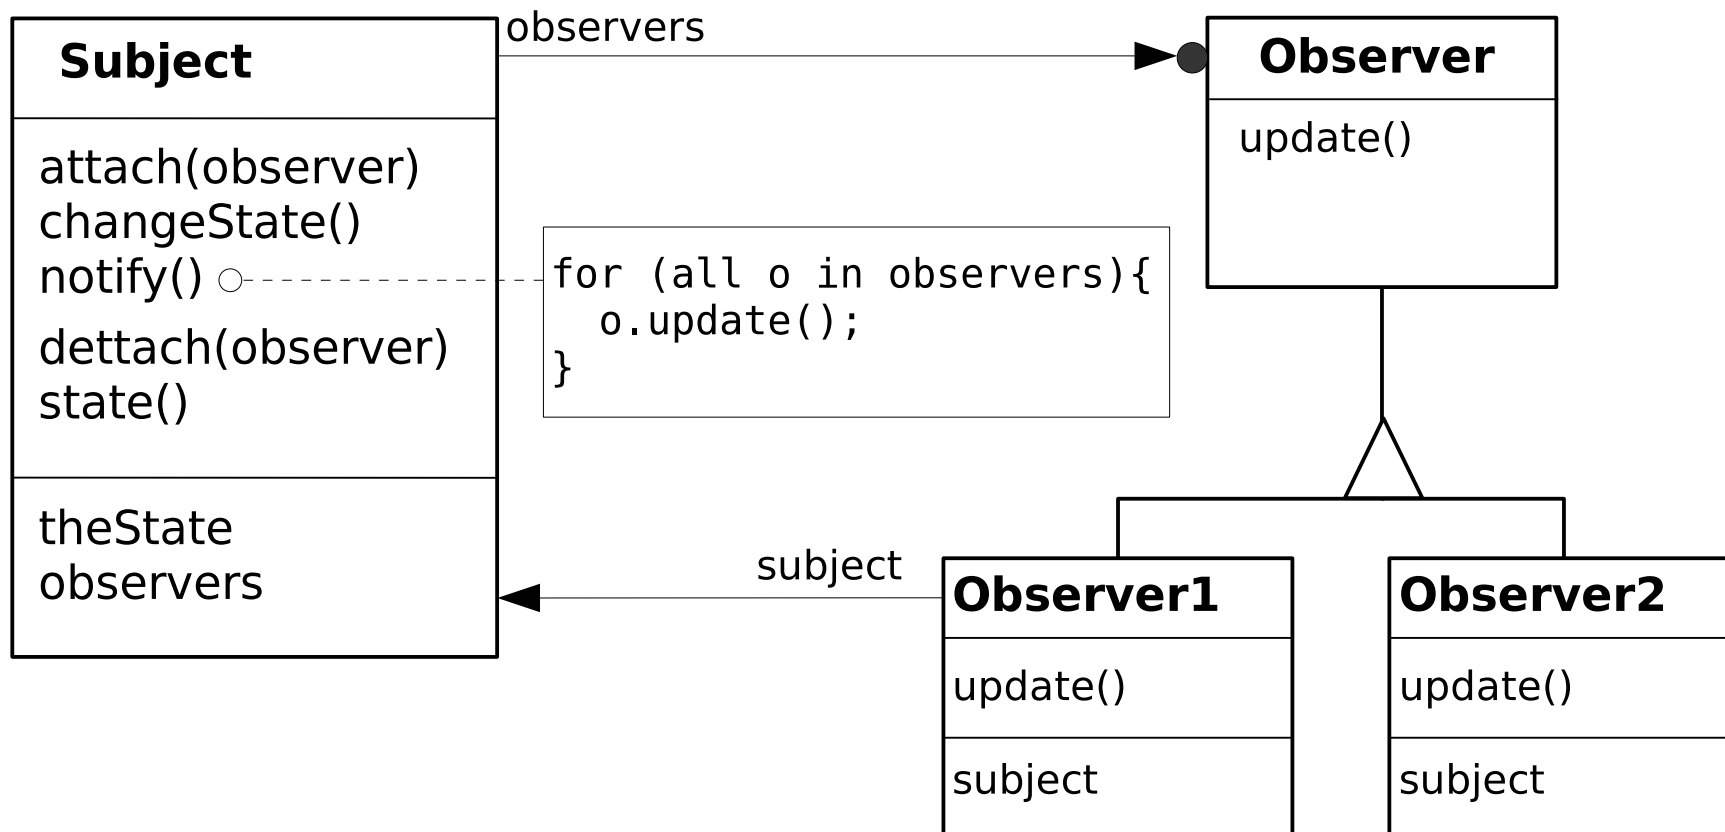 Subject
attach(observer)
changeState()
notify()
dettach(observer)
state()
theState
observers
observers
for (all o in observers){
  o.update();
}
subject
Observer
update()
Observer1
update()
subject
Observer2
update()
subject